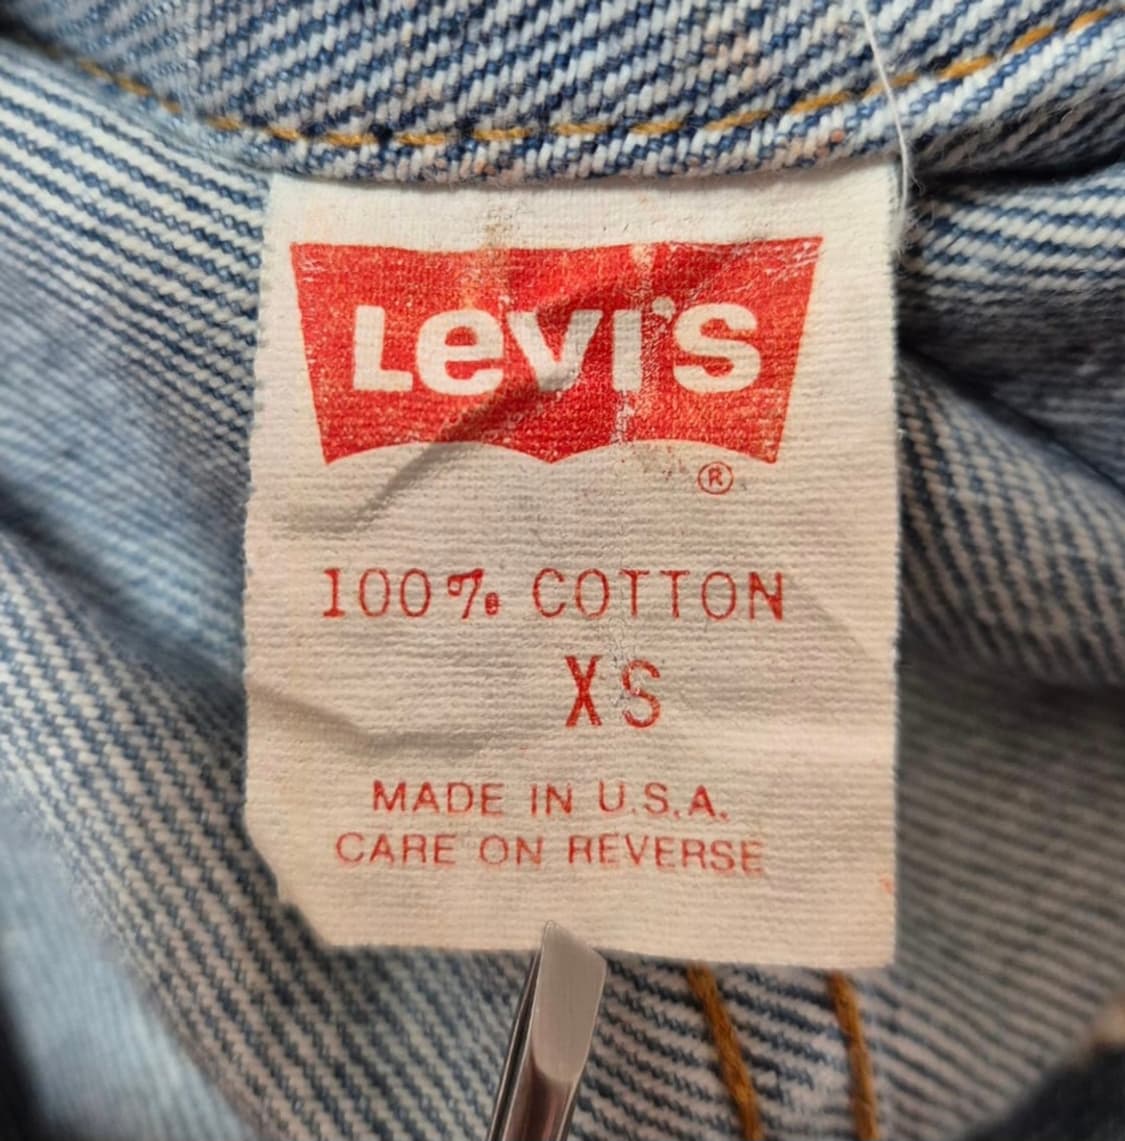 Levi's
®
100% COTTON
XS
MADE IN U.S.A.
CARE ON REVERSE